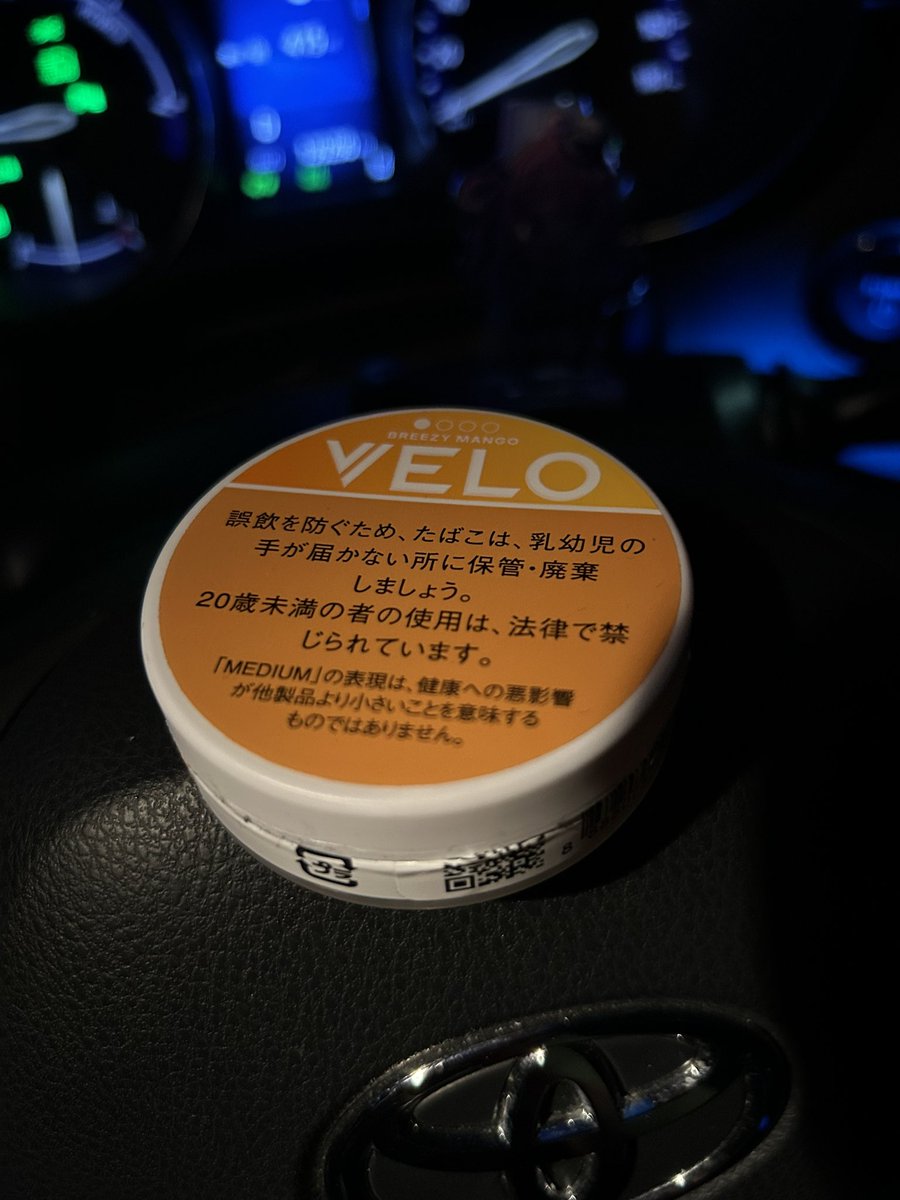 BREEZY MANGO
VELO
誤飲を防ぐため、たばこは、乳幼児の
手が届かない所に保管・廃棄
しましょう。
20歳未満の者の使用は、法律で禁
じられています。
「MEDIUM」の表現は、健康への悪影響
が他製品より小さいことを意味する
ものではありません。
プラ
8